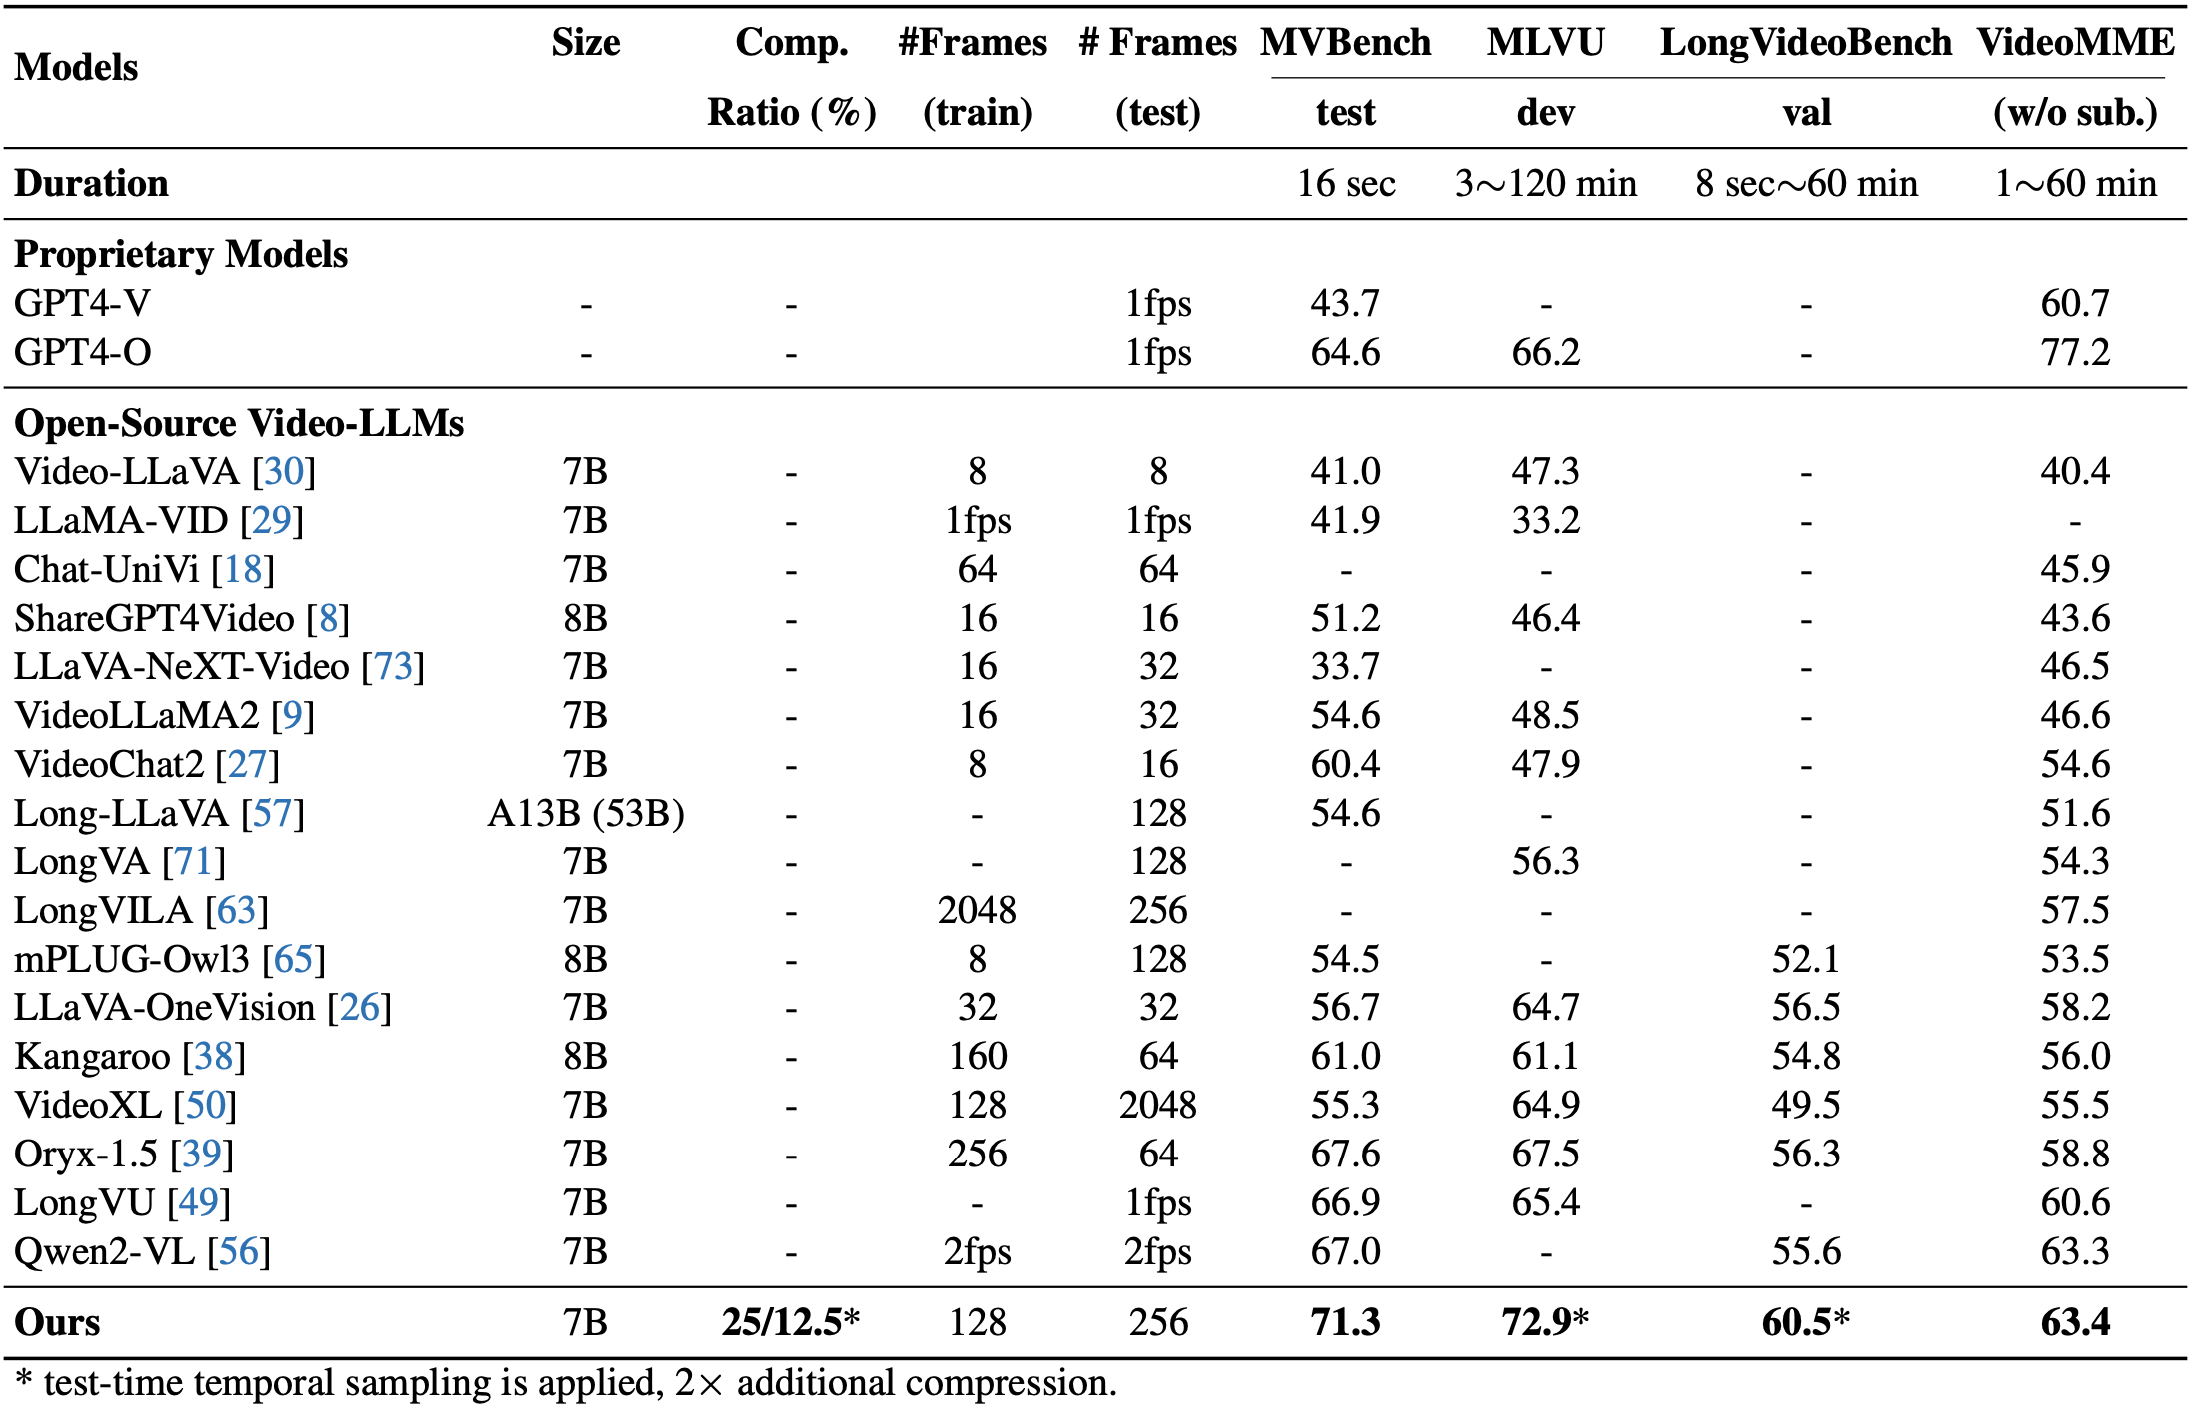 Models Size Comp. #Frames # Frames MVBench MLVU LongVideoBench VideoMME
Ratio (%) (train) (test) test dev val (w/o sub.)
Duration 16 sec 3∼120 min 8 sec∼60 min 1∼60 min
Proprietary Models
GPT4-V - - 1fps 43.7 - - 60.7
GPT4-O - - 1fps 64.6 66.2 - 77.2
Open-Source Video-LLMs
Video-LLaVA [30] 7B - 8 8 41.0 47.3 - 40.4
LLaMA-VID [29] 7B - 1fps 1fps 41.9 33.2 - -
Chat-UniVi [18] 7B - 64 64 - - - 45.9
ShareGPT4Video [8] 8B - 16 16 51.2 46.4 - 43.6
LLaVA-NeXT-Video [73] 7B - 16 32 33.7 - - 46.5
VideoLLaMA2 [9] 7B - 16 32 54.6 48.5 - 46.6
VideoChat2 [27] 7B - 8 16 60.4 47.9 - 54.6
Long-LLaVA [57] A13B (53B) - - 128 54.6 - - 51.6
LongVA [71] 7B - - 128 - 56.3 - 54.3
LongVILA [63] 7B - 2048 256 - - - 57.5
mPLUG-Owl3 [65] 8B - 8 128 54.5 - 52.1 53.5
LLaVA-OneVision [26] 7B - 32 32 56.7 64.7 56.5 58.2
Kangaroo [38] 8B - 160 64 61.0 61.1 54.8 56.0
VideoXL [50] 7B - 128 2048 55.3 64.9 49.5 55.5
Oryx-1.5 [39] 7B - 256 64 67.6 67.5 56.3 58.8
LongVU [49] 7B - - 1fps 66.9 65.4 - 60.6
Qwen2-VL [56] 7B - 2fps 2fps 67.0 - 55.6 63.3
Ours 7B 25/12.5* 128 256 71.3 72.9* 60.5* 63.4
* test-time temporal sampling is applied, 2× additional compression.